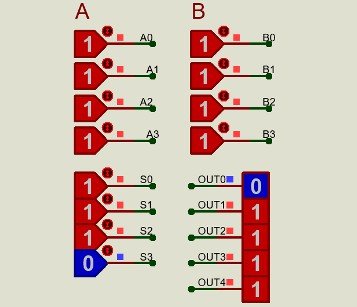 A B
1 A0 1 B0
1 A1 1 B1
1 A2 1 B2
1 A3 1 B3
1 S0 OUT0 0
1 S1 OUT1 1
1 S2 OUT2 1
0 S3 OUT3 1
OUT4 1